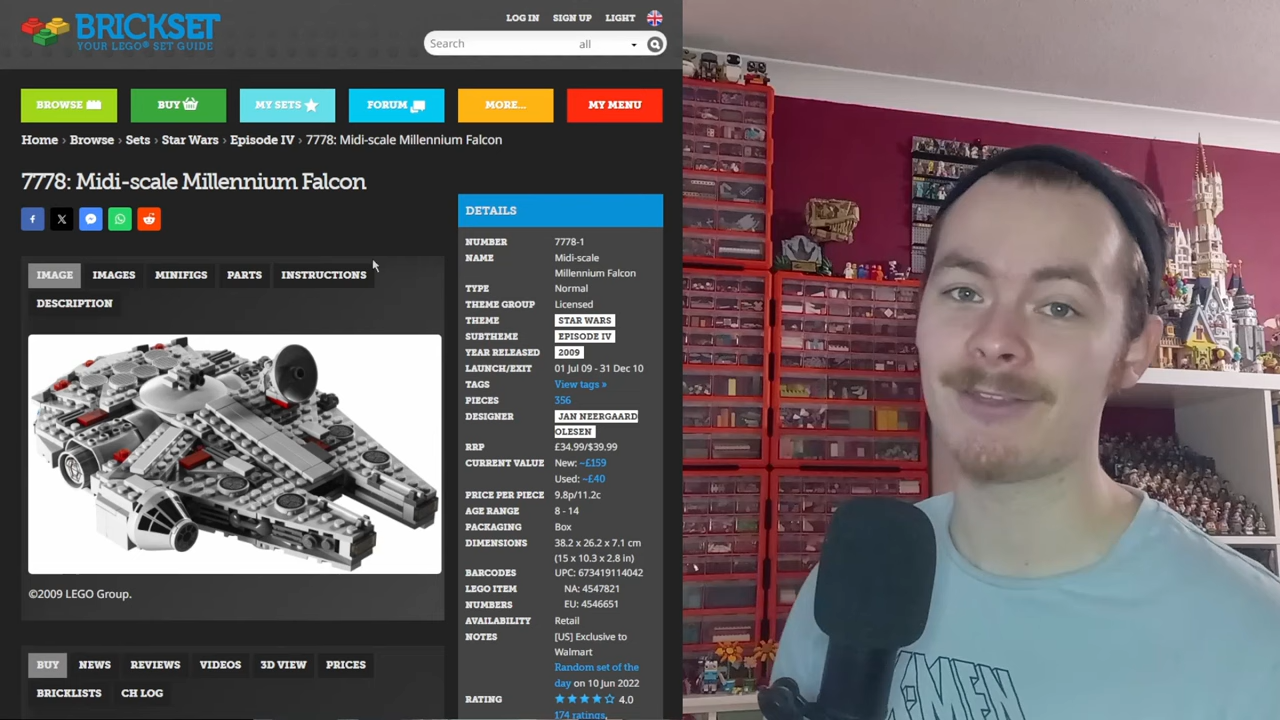 BRICKSET
YOUR LEGO® SET GUIDE
LOG IN SIGN UP LIGHT
Search all
BROWSE
BUY
MY SETS
FORUM
MORE...
MY MENU
Home › Browse › Sets › Star Wars › Episode IV › 7778: Midi-scale Millennium Falcon
7778: Midi-scale Millennium Falcon
IMAGE IMAGES MINIFIGS PARTS INSTRUCTIONS
DESCRIPTION
©2009 LEGO Group.
BUY NEWS REVIEWS VIDEOS 3D VIEW PRICES
BRICKLISTS CH LOG
DETAILS
NUMBER 7778-1
NAME Midi-scale
Millennium Falcon
TYPE Normal
THEME GROUP Licensed
THEME STAR WARS
SUBTHEME EPISODE IV
YEAR RELEASED 2009
LAUNCH/EXIT 01 Jul 09 - 31 Dec 10
TAGS View tags »
PIECES 356
DESIGNER JAN NEERGAARD
OLESEN
RRP £34.99/$39.99
CURRENT VALUE New: ~£159
Used: ~£40
PRICE PER PIECE 9.8p/11.2c
AGE RANGE 8 - 14
PACKAGING Box
DIMENSIONS 38.2 x 26.2 x 7.1 cm
(15 x 10.3 x 2.8 in)
BARCODES UPC: 673419114042
LEGO ITEM NA: 4547821
NUMBERS EU: 4546651
AVAILABILITY Retail
NOTES [US] Exclusive to
Walmart
Random set of the
day on 10 Jun 2022
RATING 4.0
174 ratings,
X-MEN